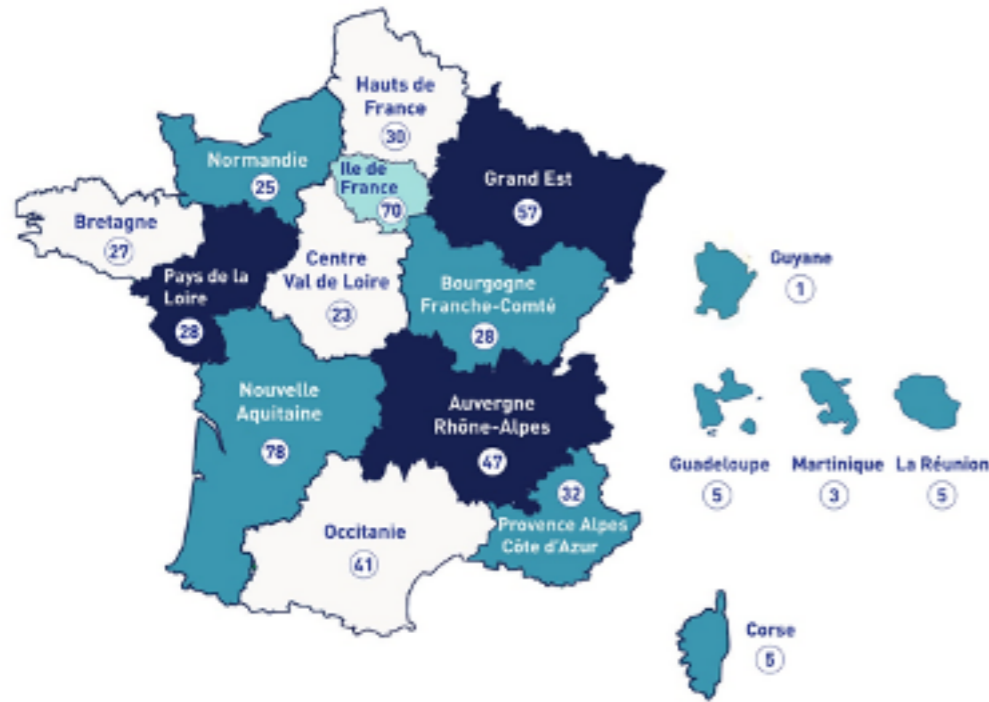 Hauts de
France
30
Normandie
25
Ile de
France
70
Grand Est
57
Bretagne
27
Pays de la
Loire
28
Centre
Val de Loire
23
Bourgogne
Franche-Comté
28
Nouvelle
Aquitaine
78
Auvergne
Rhône-Alpes
47
Occitanie
41
32
Provence Alpes
Côte d'Azur
Guyane
1
Guadeloupe
5
Martinique
3
La Réunion
5
Corse
5